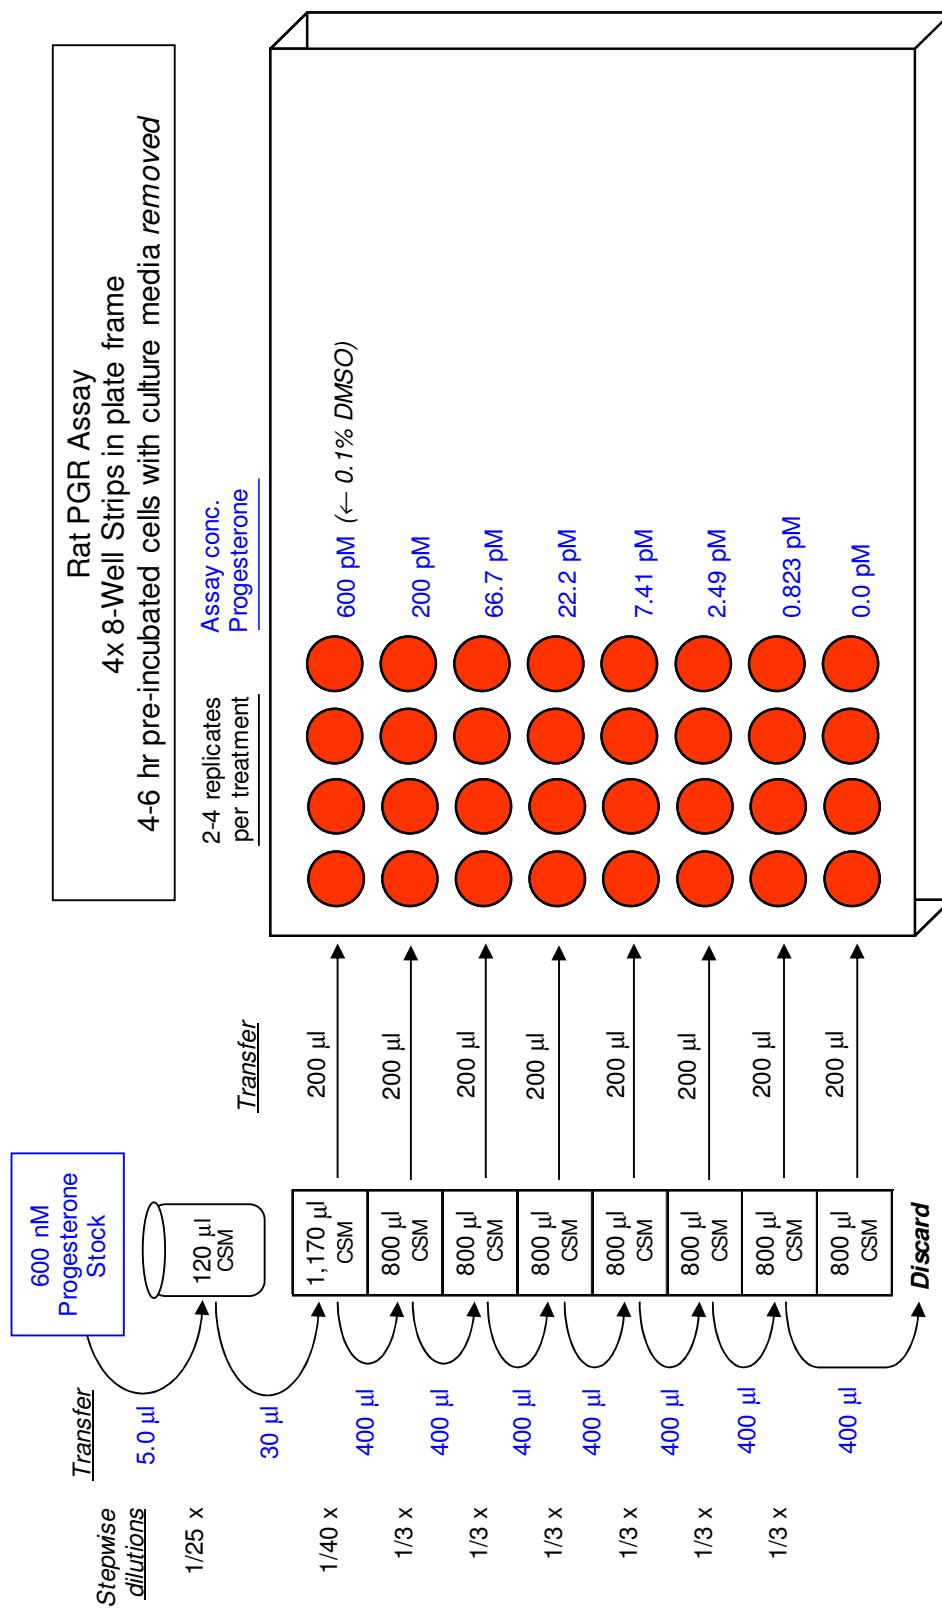 Rat PGR Assay
4x 8-Well Strips in plate frame
4-6 hr pre-incubated cells with culture media removed
600 nM
Progesterone
Stock
Stepwise
dilutions
Transfer
Transfer
2-4 replicates
per treatment
Assay conc.
Progesterone
1/25 x
5.0 µl
120 µl
CSM
1/40 x
30 µl
1,170 µl
CSM
200 µl
600 pM (← 0.1% DMSO)
1/3 x
400 µl
800 µl
CSM
200 µl
200 pM
1/3 x
400 µl
800 µl
CSM
200 µl
66.7 pM
1/3 x
400 µl
800 µl
CSM
200 µl
22.2 pM
1/3 x
400 µl
800 µl
CSM
200 µl
7.41 pM
1/3 x
400 µl
800 µl
CSM
200 µl
2.49 pM
1/3 x
400 µl
800 µl
CSM
200 µl
0.823 pM
400 µl
800 µl
CSM
200 µl
0.0 pM
Discard